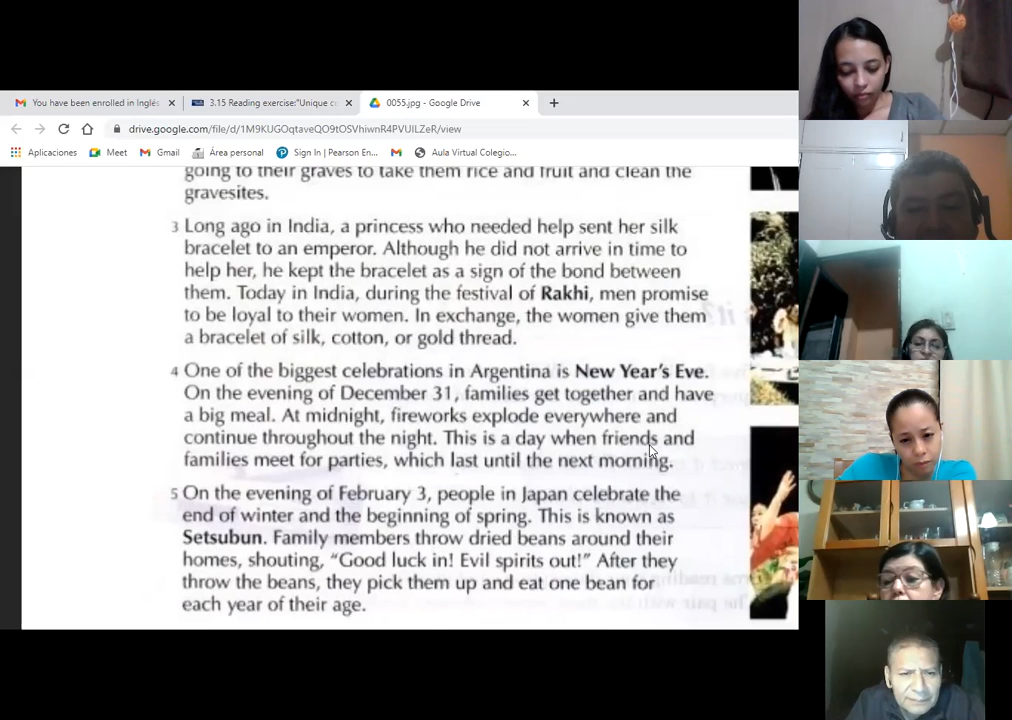 You have been enrolled in Inglés
3.15 Reading exercise:"Unique c
0055.jpg - Google Drive
drive.google.com/file/d/1M9KUGOqtaveQO9tOSVhiwnR4PVUILZeR/view
Aplicaciones
Meet
Gmail
Área personal
Sign In | Pearson En...
Aula Virtual Colegio...
going to their graves to take them rice and fruit and clean the
gravesites.
3 Long ago in India, a princess who needed help sent her silk
bracelet to an emperor. Although he did not arrive in time to
help her, he kept the bracelet as a sign of the bond between
them. Today in India, during the festival of Rakhi, men promise
to be loyal to their women. In exchange, the women give them
a bracelet of silk, cotton, or gold thread.
4 One of the biggest celebrations in Argentina is New Year's Eve.
On the evening of December 31, families get together and have
a big meal. At midnight, fireworks explode everywhere and
continue throughout the night. This is a day when friends and
families meet for parties, which last until the next morning.
5 On the evening of February 3, people in Japan celebrate the
end of winter and the beginning of spring. This is known as
Setsubun. Family members throw dried beans around their
homes, shouting, "Good luck in! Evil spirits out!" After they
throw the beans, they pick them up and eat one bean for
each year of their age.